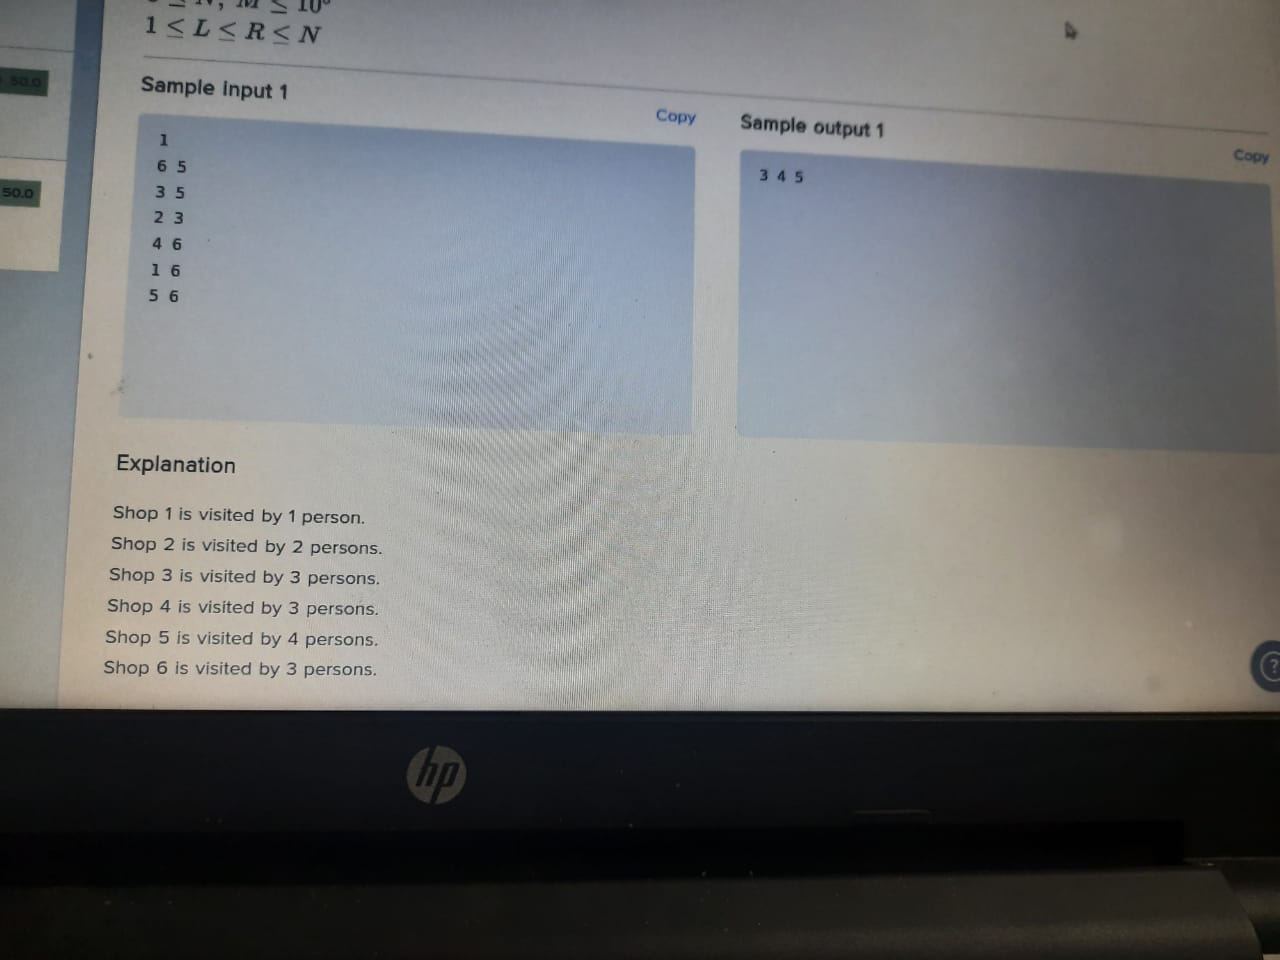 1 ≤ L ≤ R ≤ N
50.0
Sample input 1
Copy
1
6 5
3 5
2 3
4 6
1 6
5 6
Sample output 1
Copy
3 4 5
50.0
Explanation
Shop 1 is visited by 1 person.
Shop 2 is visited by 2 persons.
Shop 3 is visited by 3 persons.
Shop 4 is visited by 3 persons.
Shop 5 is visited by 4 persons.
Shop 6 is visited by 3 persons.
?
hp